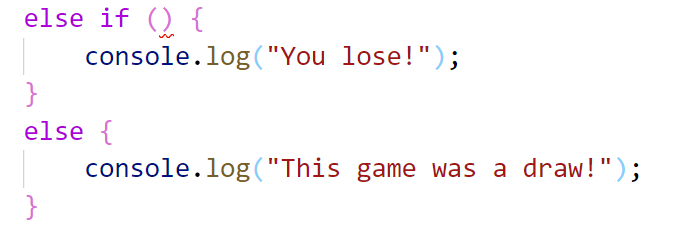 else if () {
    console.log("You lose!");
}
else {
    console.log("This game was a draw!");
}